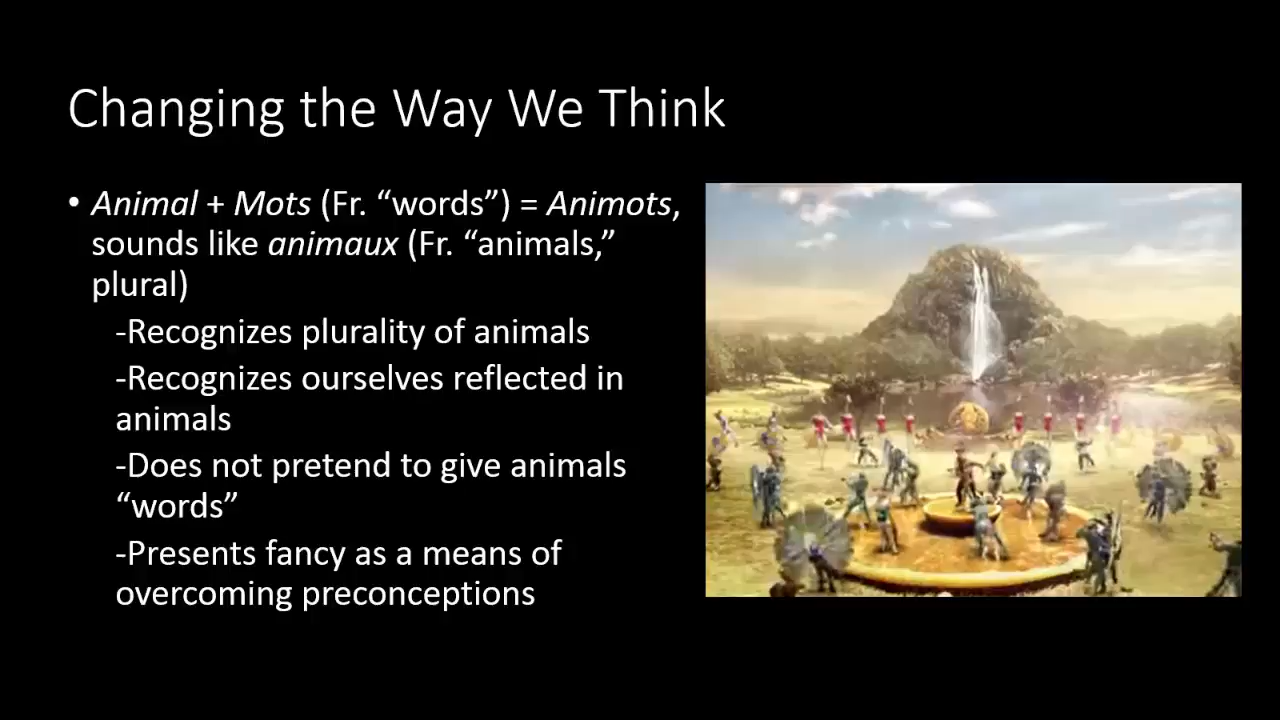 Changing the Way We Think
• Animal + Mots (Fr. “words”) = Animots,
sounds like animaux (Fr. “animals,”
plural)
-Recognizes plurality of animals
-Recognizes ourselves reflected in
animals
-Does not pretend to give animals
“words”
-Presents fancy as a means of
overcoming preconceptions